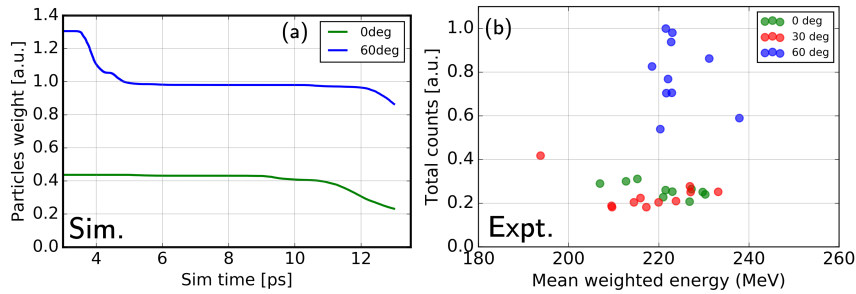 (a)
0deg
60deg
1.4
1.2
1.0
0.8
0.6
0.4
0.2
0.0
Particles weight [a.u.]
Sim.
4 6 8 10 12
Sim time [ps]
(b)
0 deg
30 deg
60 deg
1.0
0.8
0.6
0.4
0.2
0.0
Total counts [a.u.]
Expt.
180 200 220 240 260
Mean weighted energy (MeV)